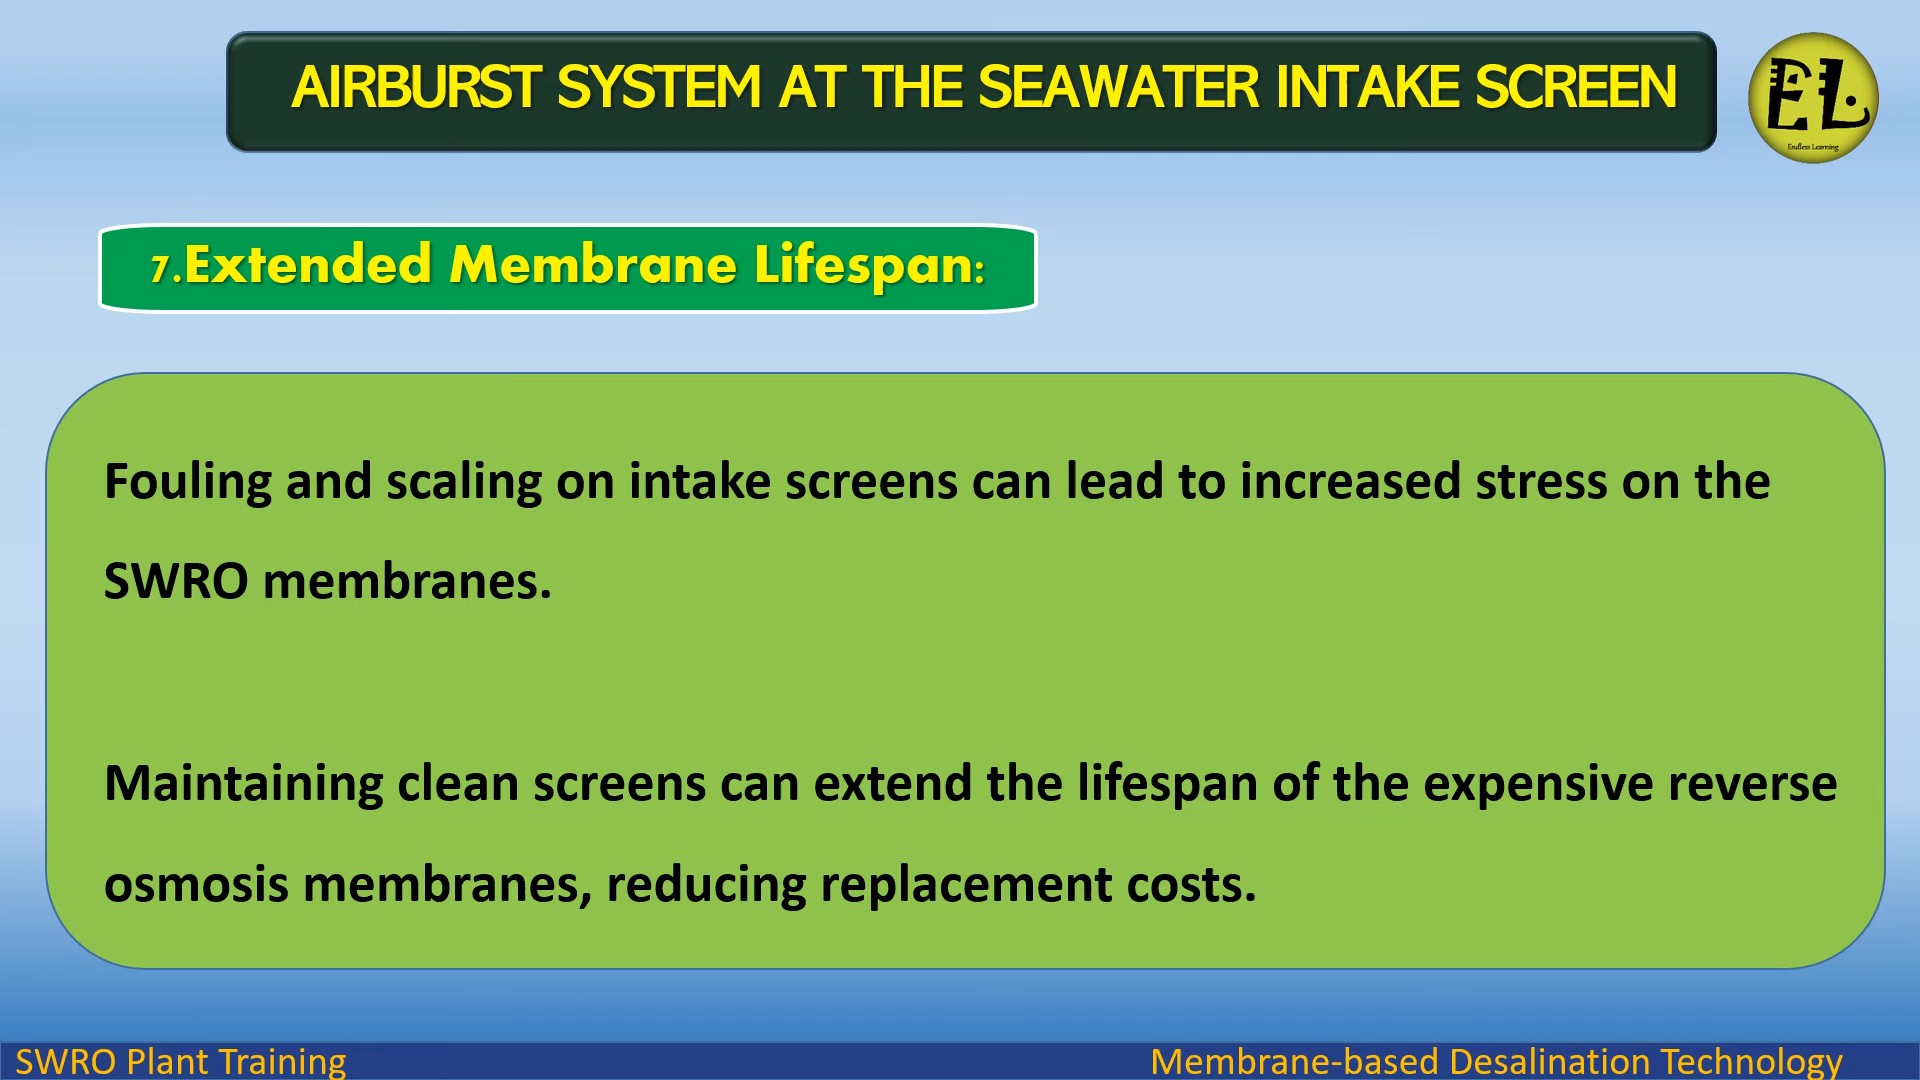 AIRBURST SYSTEM AT THE SEAWATER INTAKE SCREEN
EL
Endless Learning
7.Extended Membrane Lifespan:
Fouling and scaling on intake screens can lead to increased stress on the
SWRO membranes.
Maintaining clean screens can extend the lifespan of the expensive reverse
osmosis membranes, reducing replacement costs.
SWRO Plant Training
Membrane-based Desalination Technology